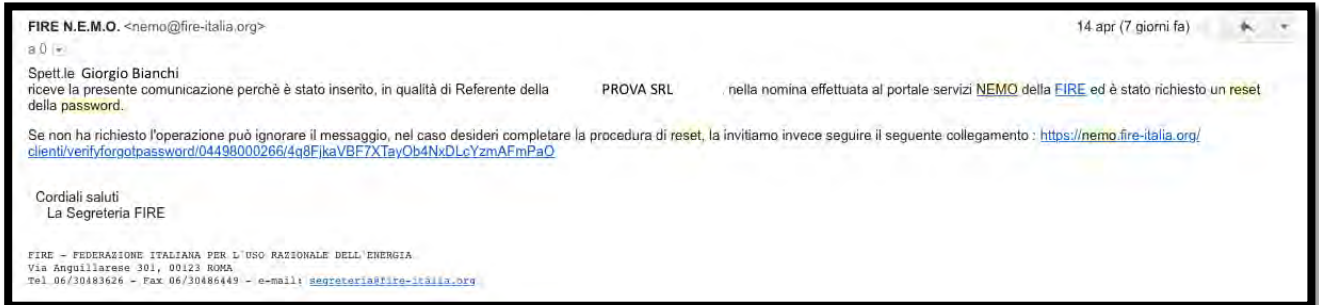 FIRE N.E.M.O. <nemo@fire-italia.org> 14 apr (7 giorni fa)
a 0
Spett.le Giorgio Bianchi
riceve la presente comunicazione perchè è stato inserito, in qualità di Referente della PROVA SRL nella nomina effettuata al portale servizi NEMO della FIRE ed è stato richiesto un reset
della password.
Se non ha richiesto l'operazione può ignorare il messaggio, nel caso desideri completare la procedura di reset, la invitiamo invece seguire il seguente collegamento : https://nemo.fire-italia.org/
clienti/verifyforgotpassword/04498000266/4q8FjkaVBF7XTayOb4NxDLcYzmAFmPaO
Cordiali saluti
La Segreteria FIRE
FIRE - FEDERAZIONE ITALIANA PER L'USO RAZIONALE DELL'ENERGIA
Via Anguillarese 301, 00123 ROMA
Tel 06/30483626 - Fax 06/30486449 - e-mail: segreteria@fire-italia.org